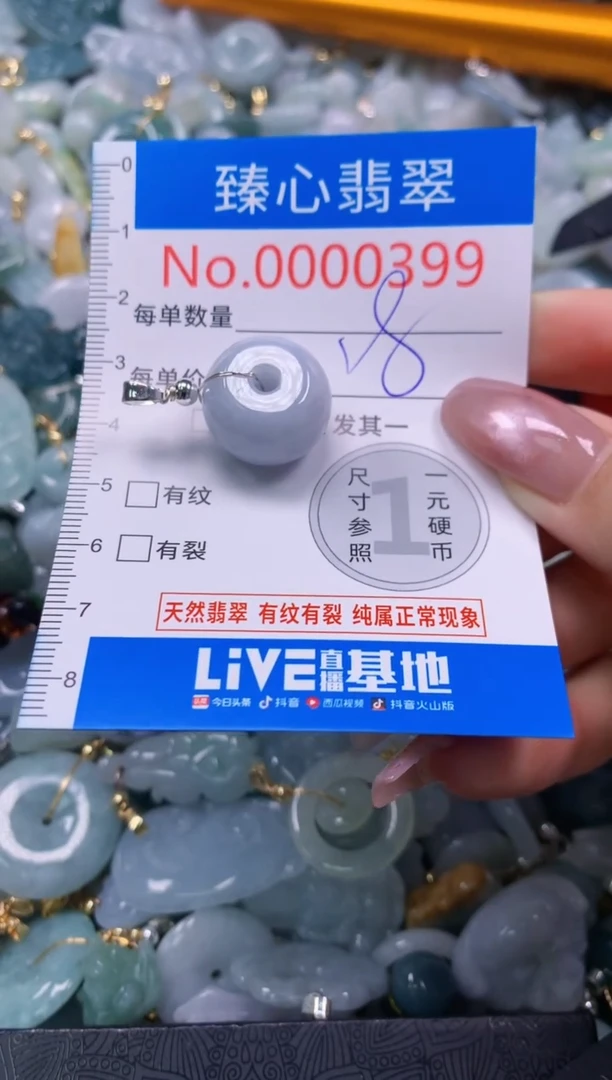 臻心翡翠
No.0000399
每单数量
每单价
发其一
0
1
2
3
4
5
6
7
8
有纹
有裂
尺寸参照
1
一元硬币
天然翡翠 有纹有裂 纯属正常现象
LiVE直播基地
今日头条 抖音 西瓜视频 抖音火山版